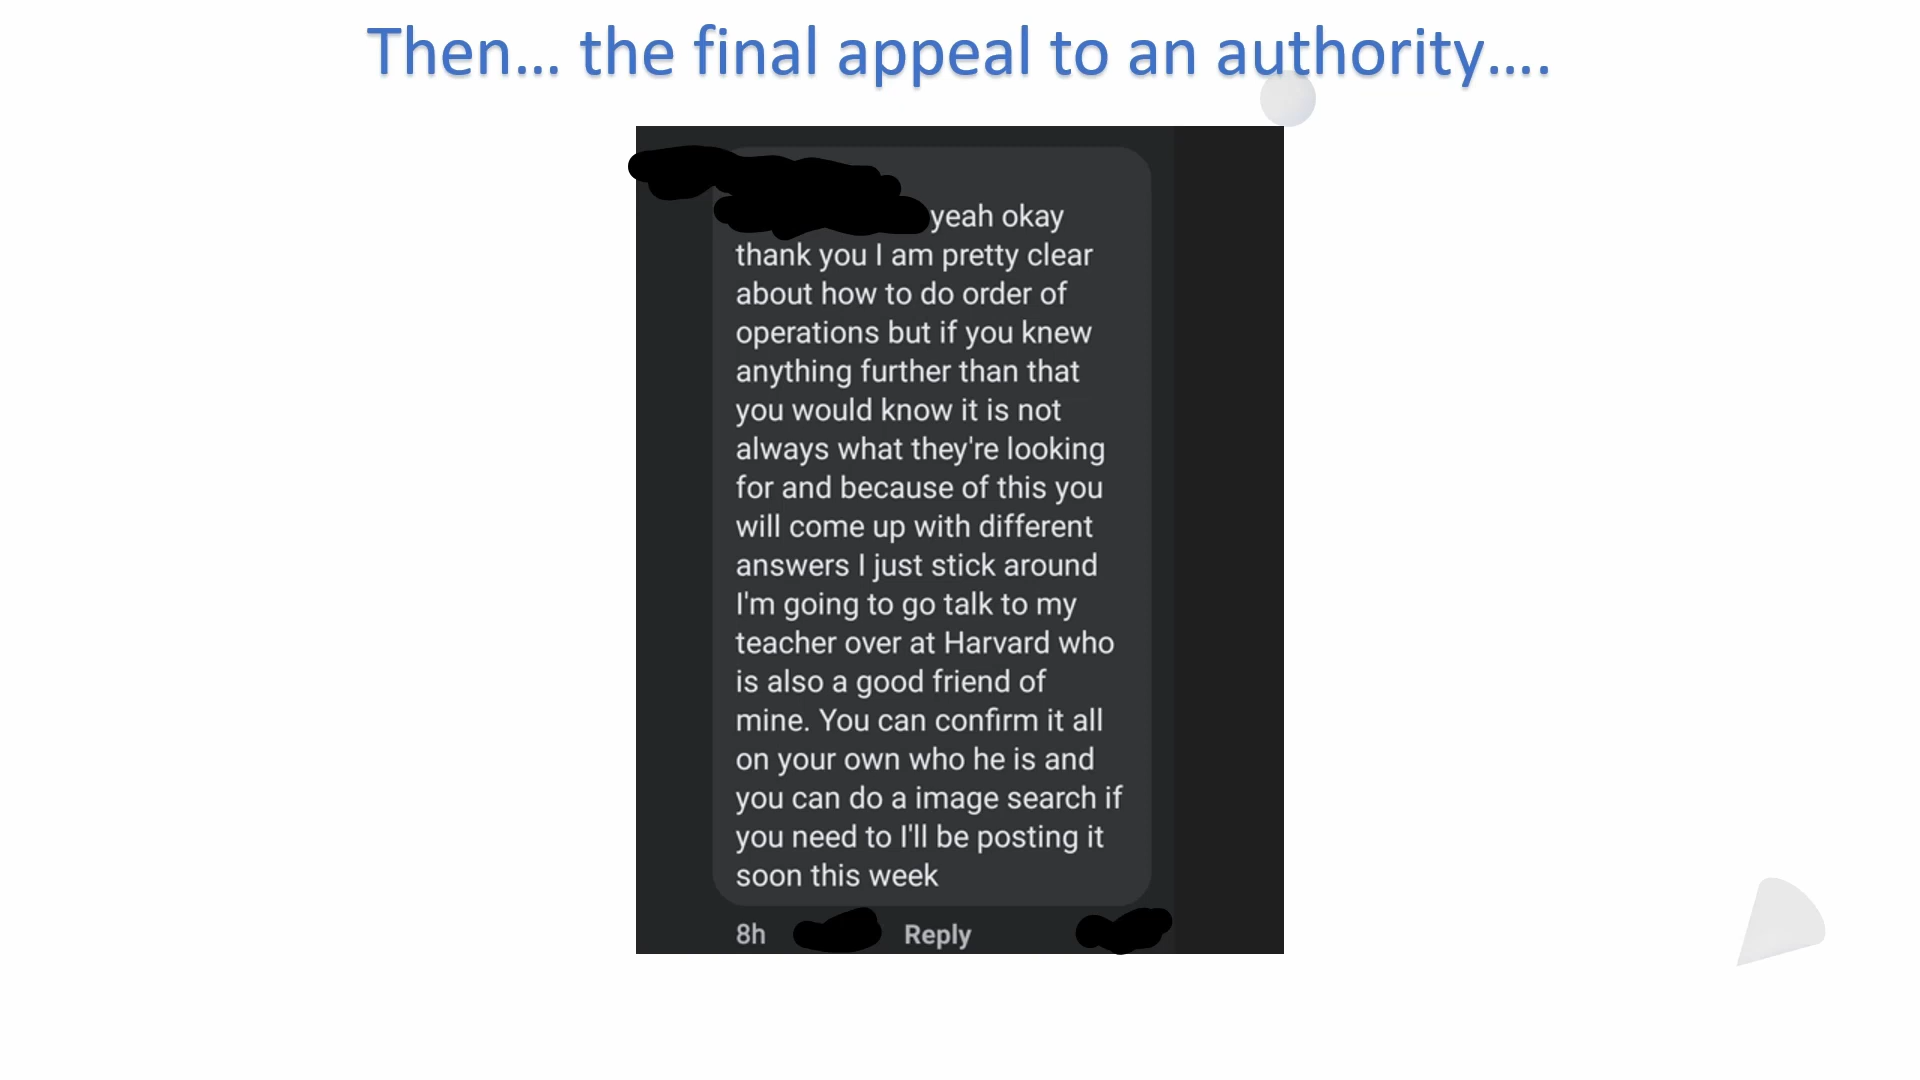 Then... the final appeal to an authority....
yeah okay
thank you I am pretty clear
about how to do order of
operations but if you knew
anything further than that
you would know it is not
always what they're looking
for and because of this you
will come up with different
answers I just stick around
I'm going to go talk to my
teacher over at Harvard who
is also a good friend of
mine. You can confirm it all
on your own who he is and
you can do a image search if
you need to I'll be posting it
soon this week
8h Reply